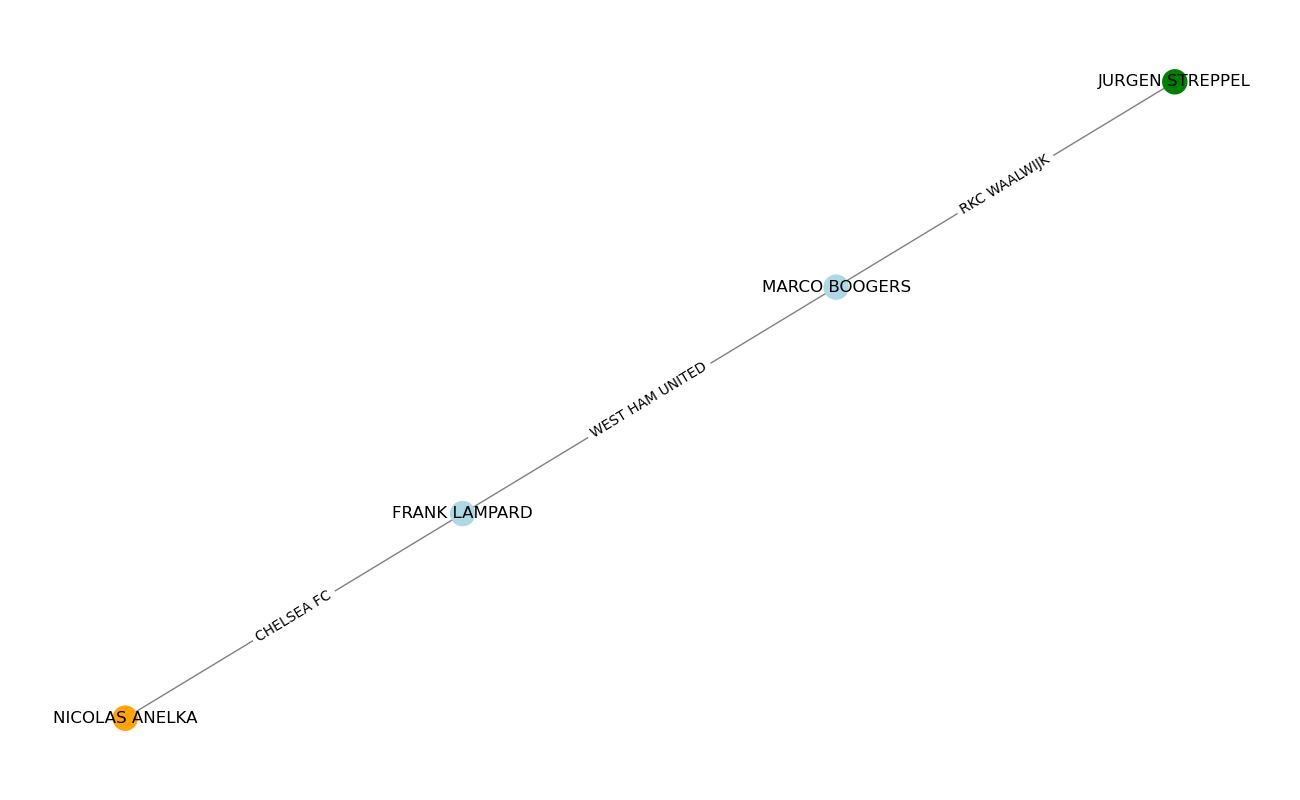 JURGEN STREPPEL
RKC WAALWIJK
MARCO BOOGERS
WEST HAM UNITED
FRANK LAMPARD
CHELSEA FC
NICOLAS ANELKA